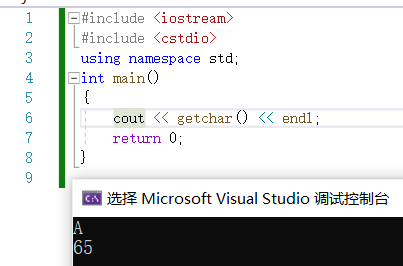 1 #include <iostream>
2 #include <cstdio>
3 using namespace std;
4 int main()
5 {
6 cout << getchar() << endl;
7 return 0;
8 }
9
C:\ 选择 Microsoft Visual Studio 调试控制台
A
65